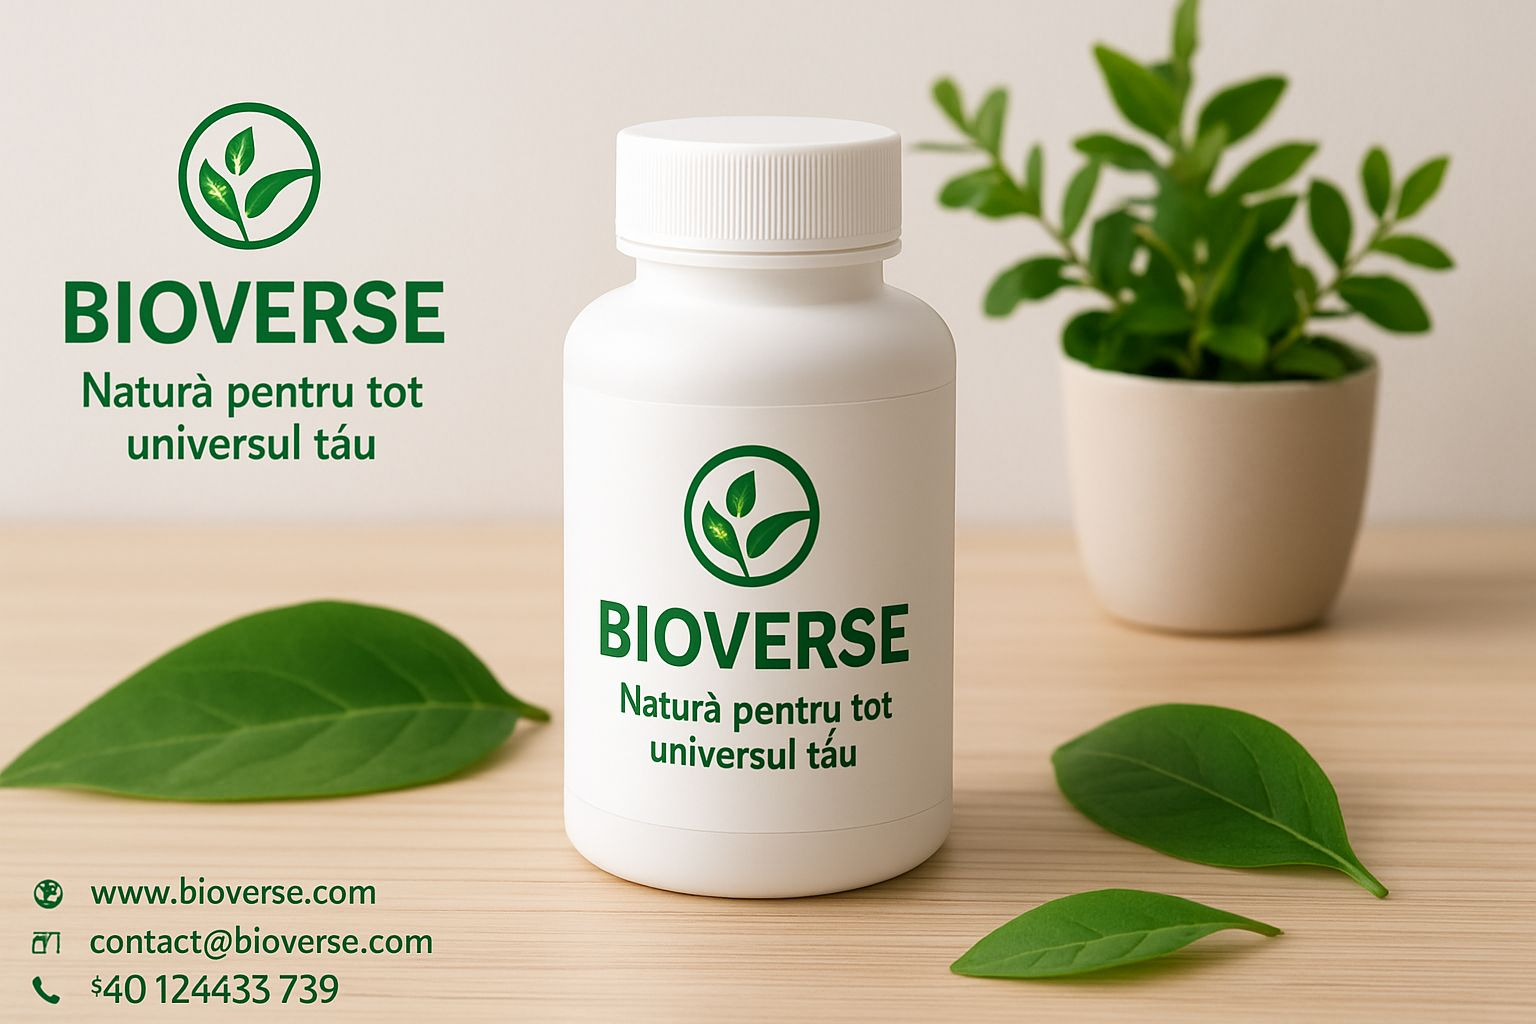 BIOVERSE
Naturà pentru tot
universul táu
BIOVERSE
Naturà pentru tot
universul táu
www.bioverse.com
contact@bioverse.com
$40 124433 739